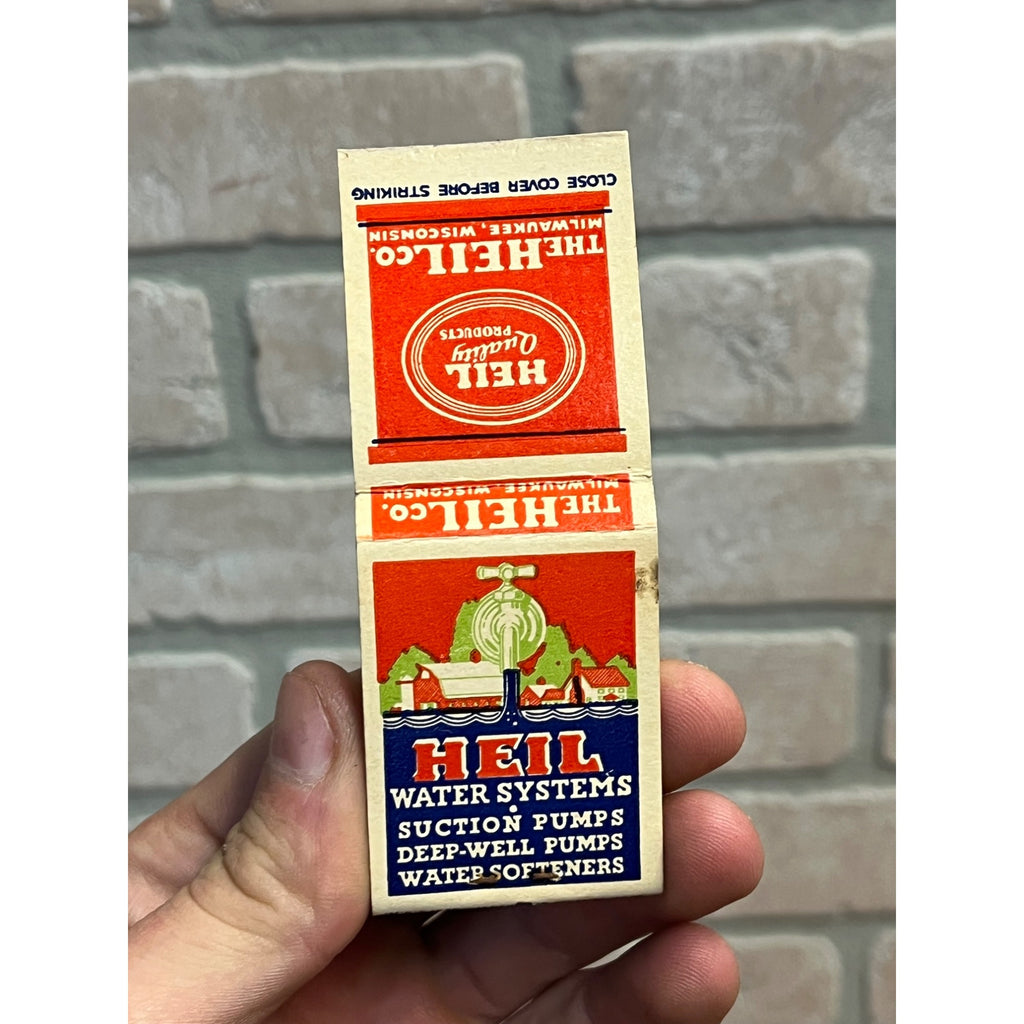 CLOSE COVER BEFORE STRIKING
THE HEIL CO.
MILWAUKEE, WISCONSIN
HEIL
Quality
PRODUCTS
THE HEIL CO.
MILWAUKEE, WISCONSIN
HEIL
WATER SYSTEMS
SUCTION PUMPS
DEEP-WELL PUMPS
WATER SOFTENERS